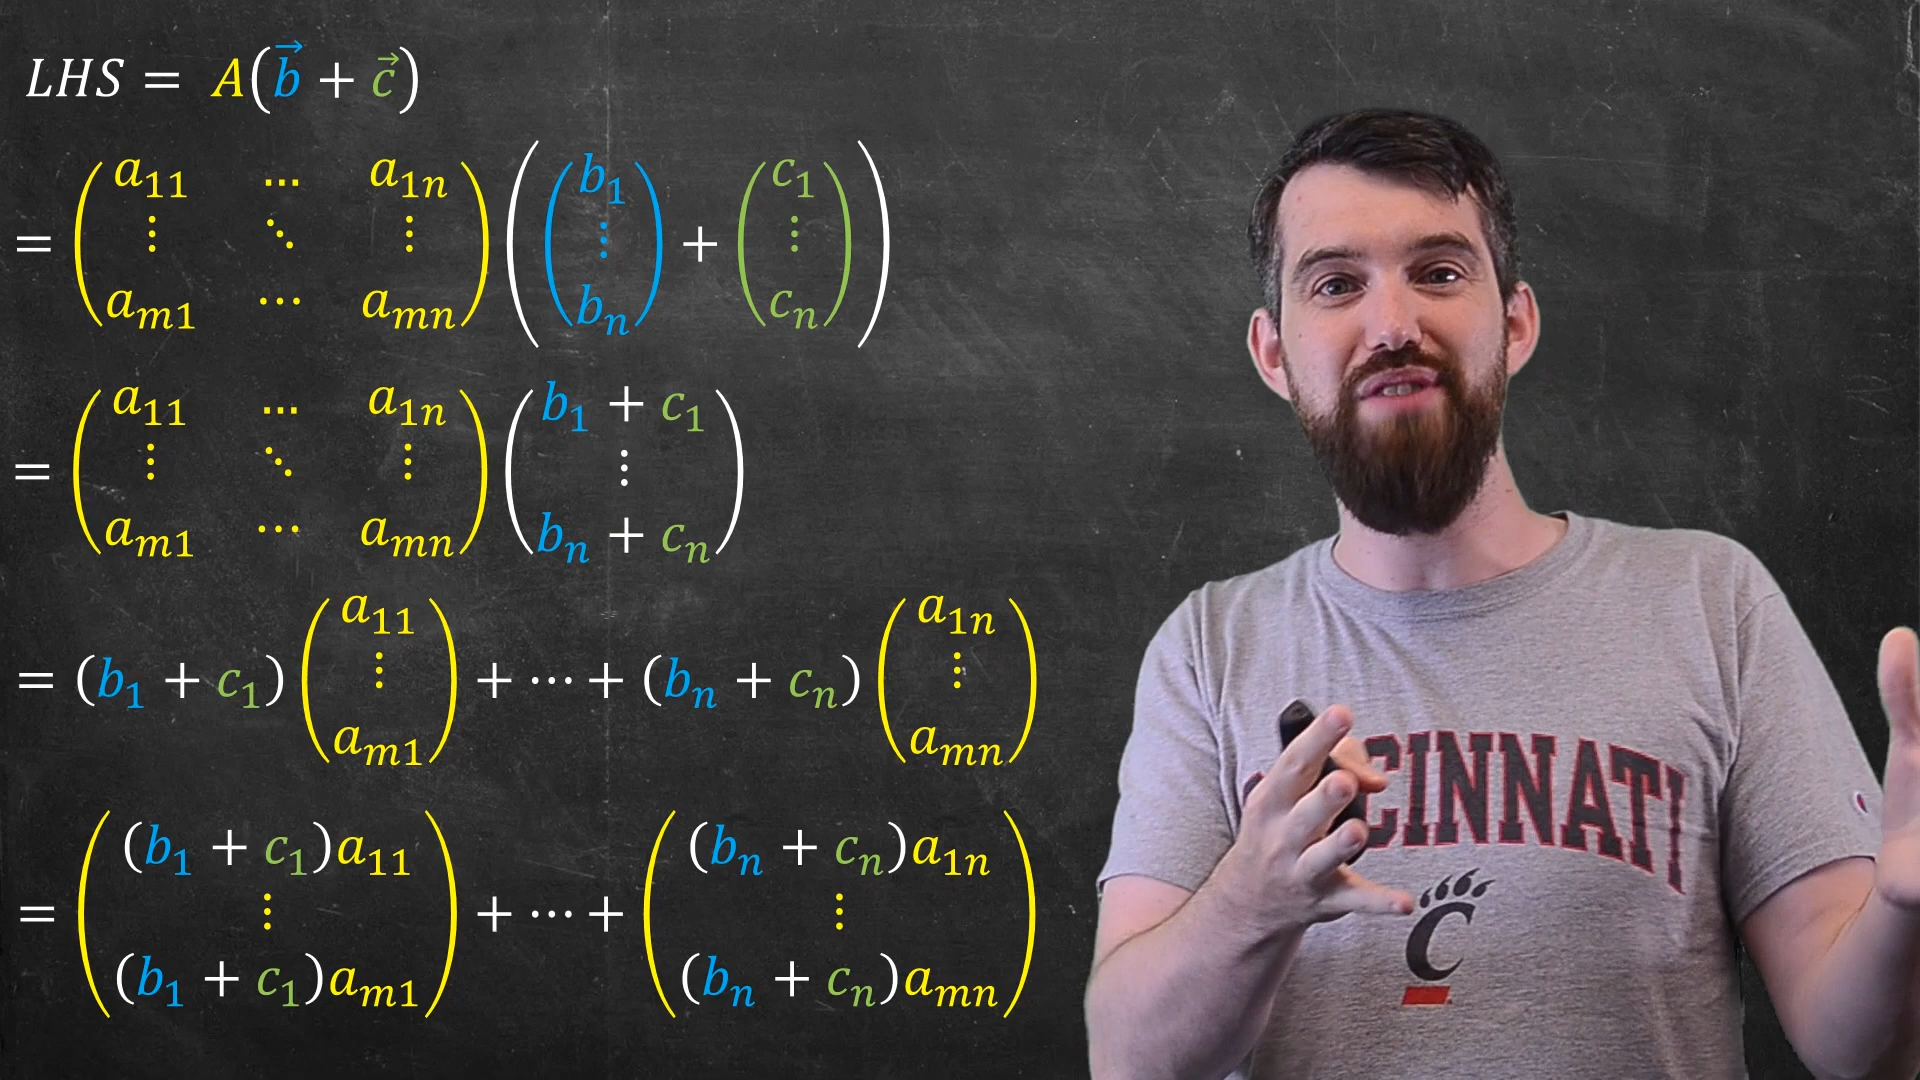 LHS = A(b⃗ + c⃗)
= (a₁₁ … a₁ₙ ⋮ ⋱ ⋮ aₘ₁ ⋯ aₘₙ) ((b₁ ⋮ bₙ) + (c₁ ⋮ cₙ))
= (a₁₁ … a₁ₙ ⋮ ⋱ ⋮ aₘ₁ ⋯ aₘₙ) (b₁ + c₁ ⋮ bₙ + cₙ)
= (b₁ + c₁) (a₁₁ ⋮ aₘ₁) + ⋯ + (bₙ + cₙ) (a₁ₙ ⋮ aₘₙ)
= ((b₁ + c₁)a₁₁ ⋮ (b₁ + c₁)aₘ₁) + ⋯ + ((bₙ + cₙ)a₁ₙ ⋮ (bₙ + cₙ)aₘₙ)
CINNATI
C